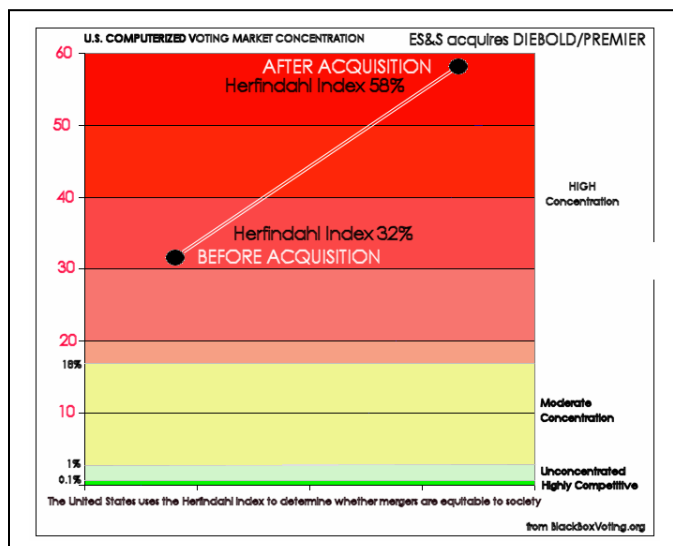 U.S. COMPUTERIZED VOTING MARKET CONCENTRATION
ES&S acquires DIEBOLD/PREMIER
60
AFTER ACQUISITION
Herfindahl Index 58%
50
40
HIGH
Concentration
Herfindahl Index 32%
BEFORE ACQUISITION
30
20
18%
10
Moderate
Concentration
1%
Unconcentrated
0.1%
Highly Competitive
The United States uses the Herfindahl Index to determine whether mergers are equitable to society
from BlackBoxVoting.org